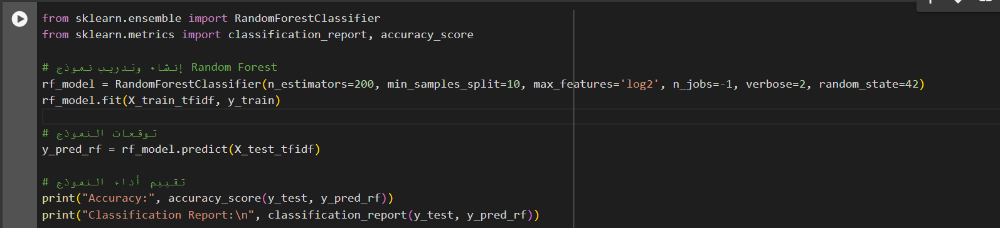 from sklearn.ensemble import RandomForestClassifier
from sklearn.metrics import classification_report, accuracy_score
# إنشاء وتدريب نموذج Random Forest
rf_model = RandomForestClassifier(n_estimators=200, min_samples_split=10, max_features='log2', n_jobs=-1, verbose=2, random_state=42)
rf_model.fit(X_train_tfidf, y_train)
# توقعات النموذج
y_pred_rf = rf_model.predict(X_test_tfidf)
# تقييم أداء النموذج
print("Accuracy:", accuracy_score(y_test, y_pred_rf))
print("Classification Report:\n", classification_report(y_test, y_pred_rf))